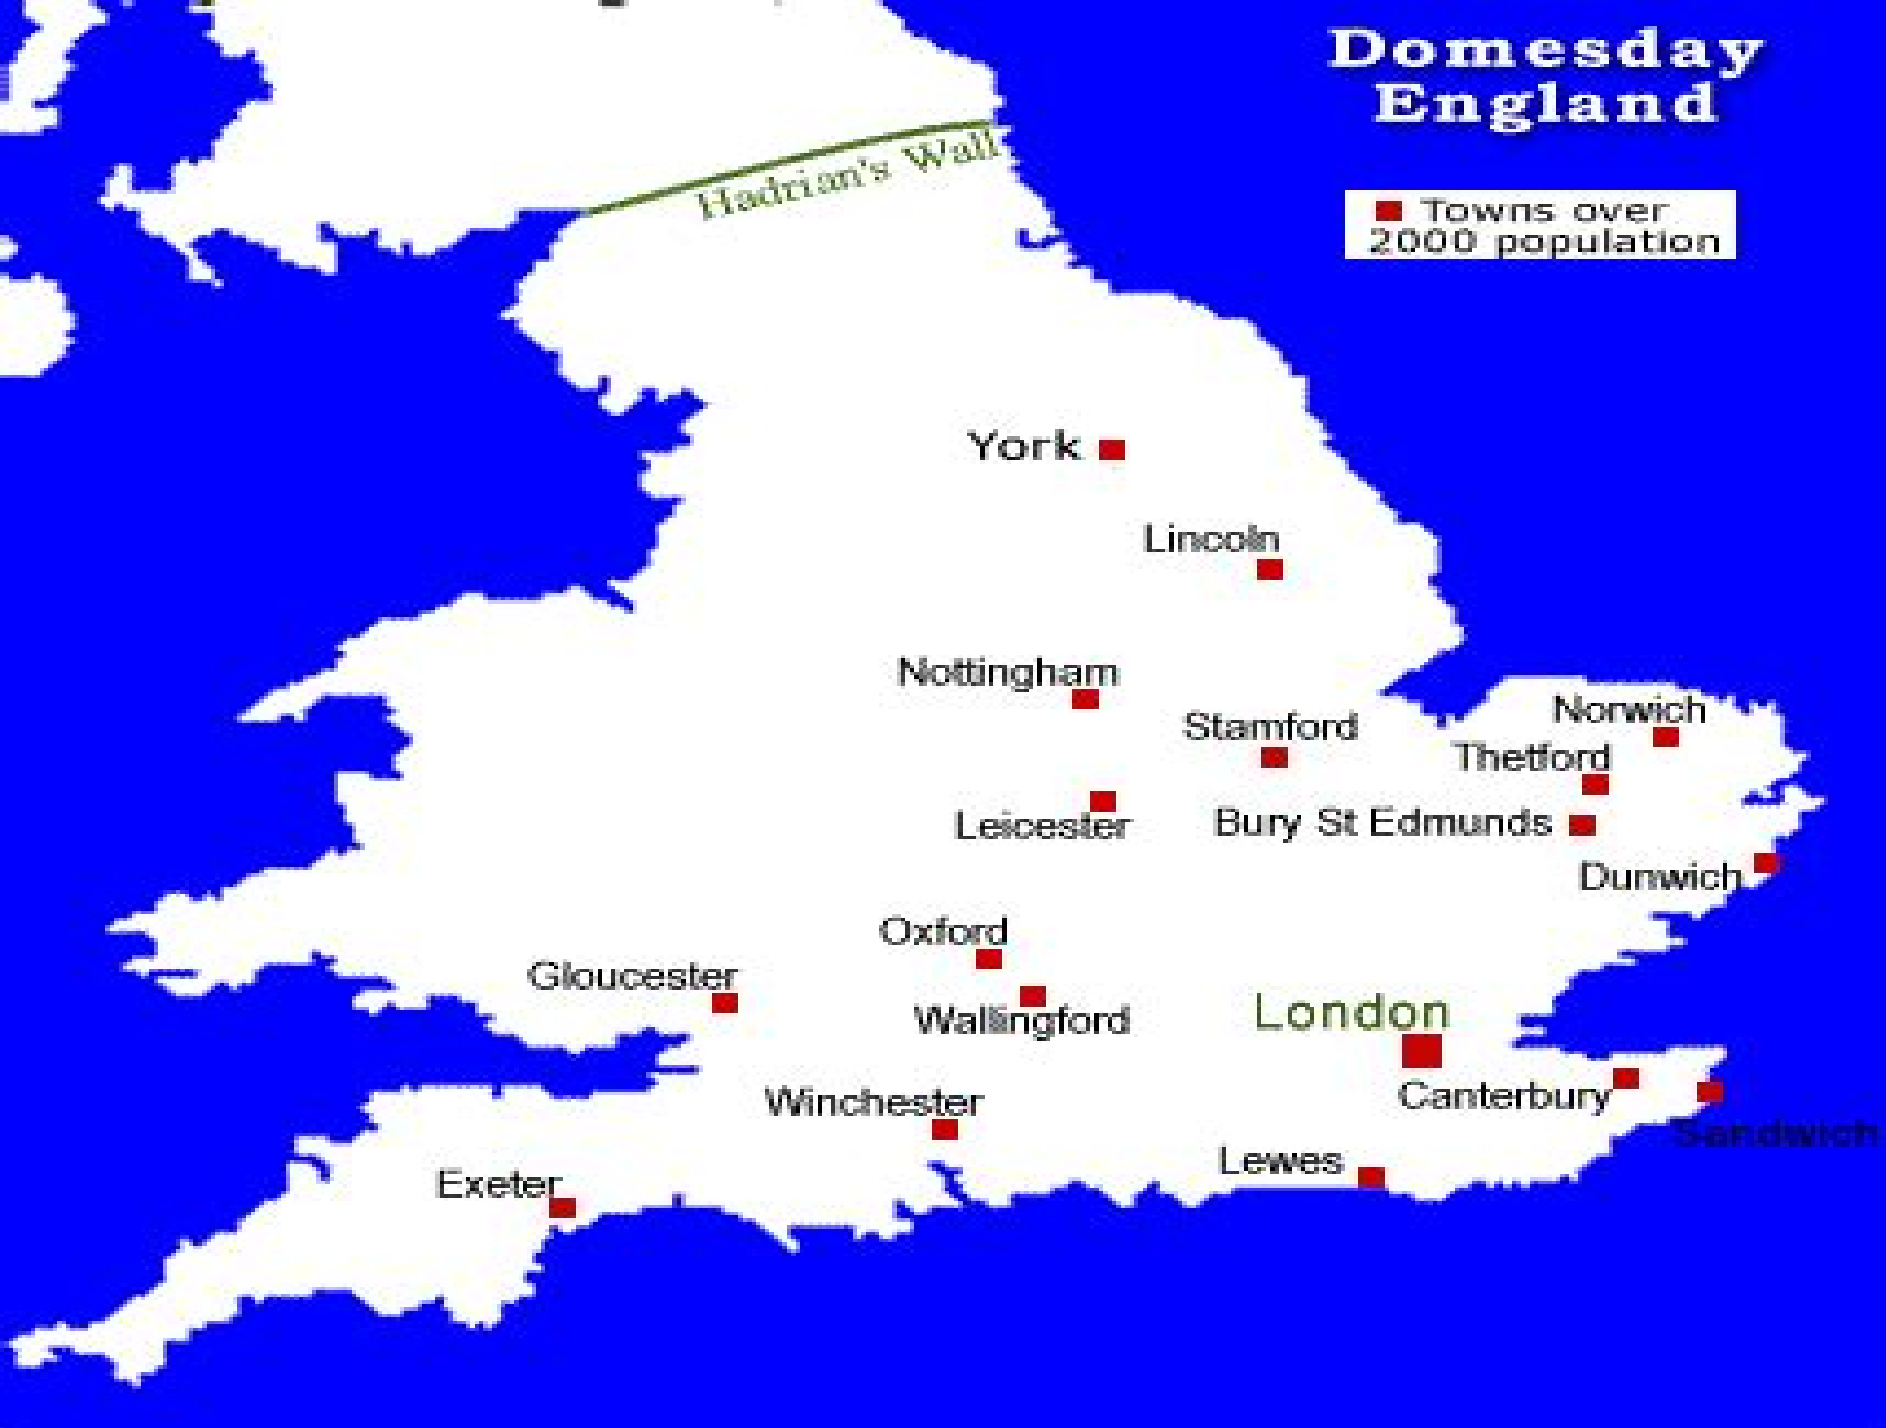 Domesday
England
Hadrian's Wall
Towns over
2000 population
York
Lincoln
Nottingham
Stamford
Norwich
Thetford
Leicester
Bury St Edmunds
Dunwich
Oxford
Gloucester
Wallingford
London
Winchester
Canterbury
Sandwich
Lewes
Exeter